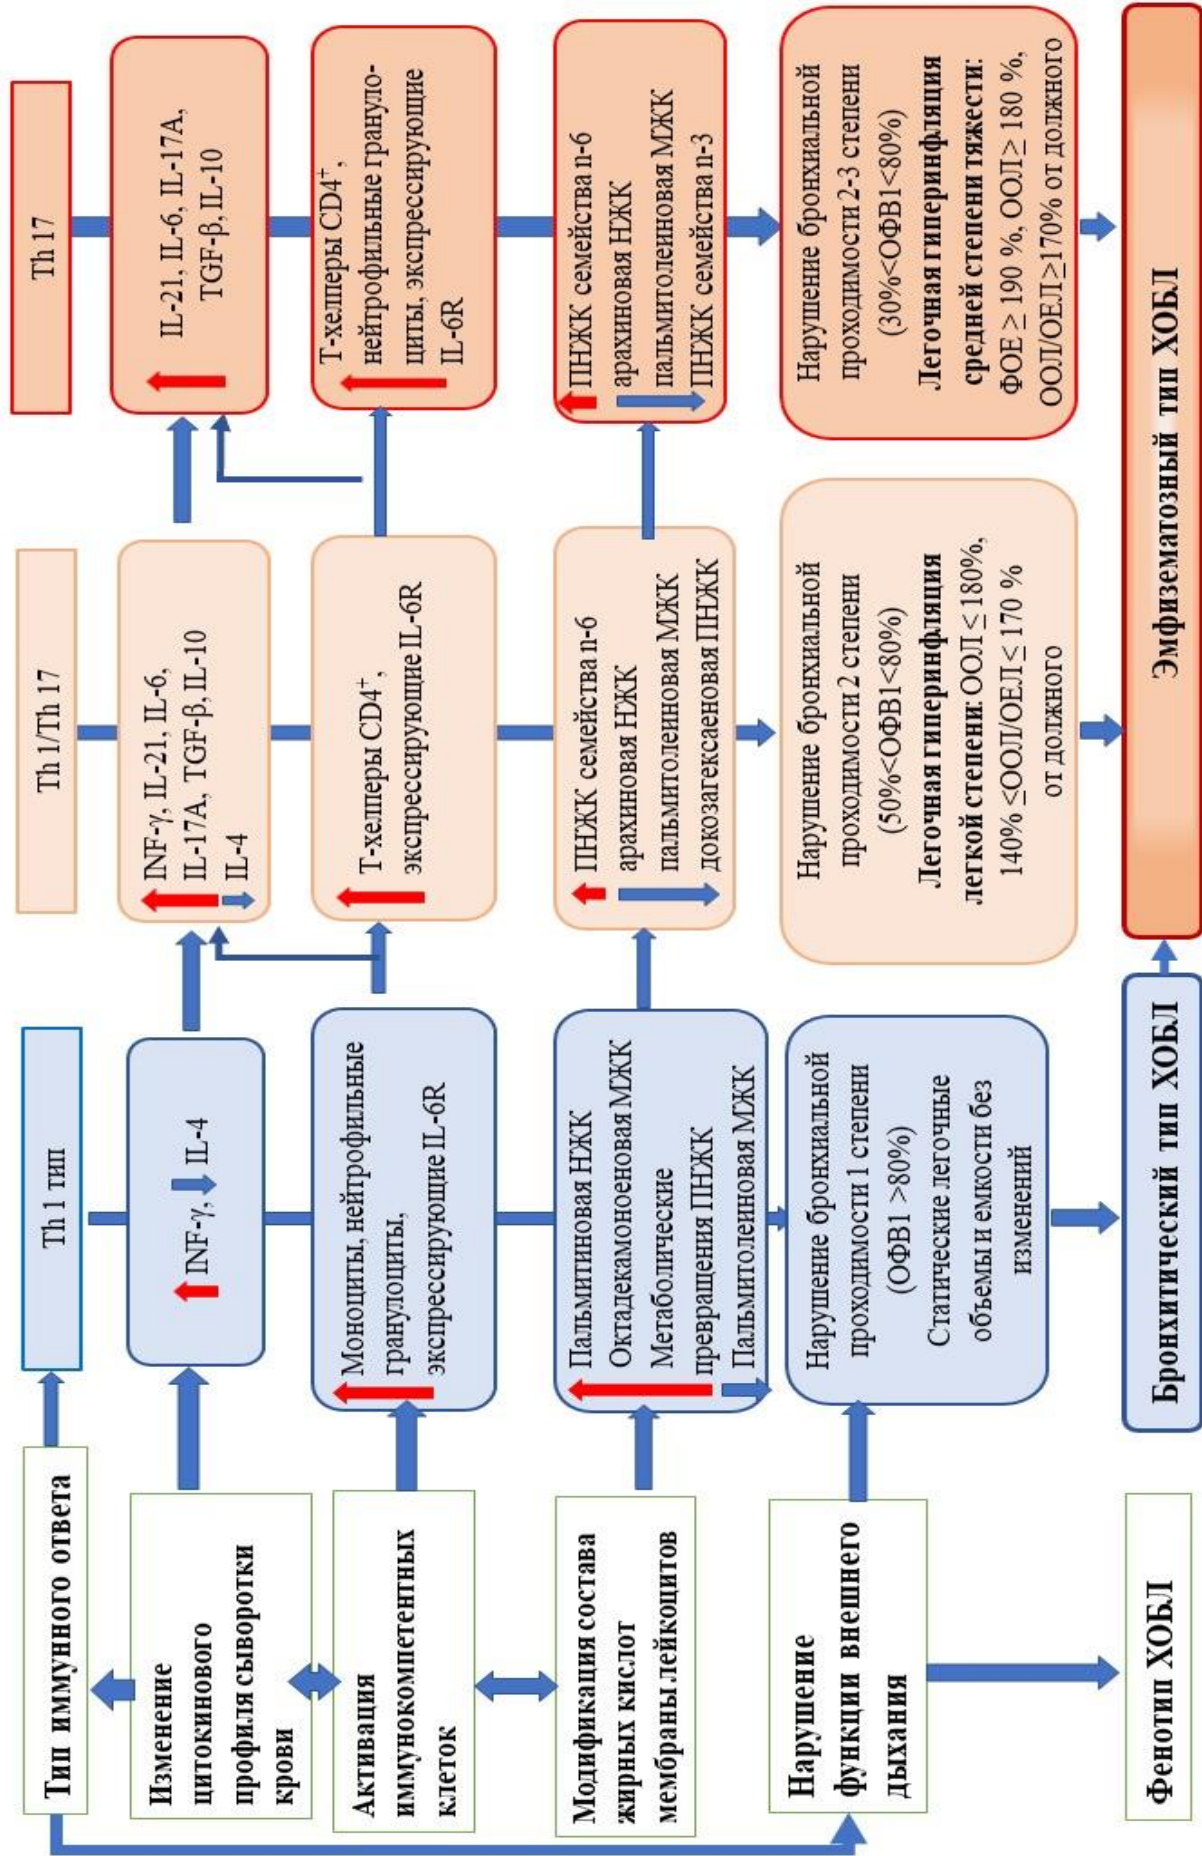 Тип иммунного ответа
Th 1 тип
Th 1/Th 17
Th 17
Изменение
цитокинового
профиля сыворотки
крови
INF-γ, IL-4
INF-γ, IL-21, IL-6,
IL-17A, TGF-β, IL-10
IL-4
IL-21, IL-6, IL-17A,
TGF-β, IL-10
Активация
иммунокомпетентных
клеток
Моноциты, нейтрофильные
гранулоциты,
экспрессирующие IL-6R
Т-хелперы CD4+,
экспрессирующие IL-6R
Т-хелперы CD4+,
нейтрофильные грануло-
циты, экспрессирующие
IL-6R
Модификация состава
жирных кислот
мембраны лейкоцитов
Пальмитиновая НЖК
Октадекамоноеновая МЖК
Метаболические
превращения ПНЖК
Пальмитолеиновая МЖК
ПНЖК семейства n-6
арахиновая НЖК
пальмитолеиновая МЖК
докозагексаеновая ПНЖК
ПНЖК семейства n-6
арахиновая НЖК
пальмитолеиновая МЖК
ПНЖК семейства n-3
Нарушение
функции внешнего
дыхания
Нарушение бронхиальной
проходимости 1 степени
(ОФВ1 >80%)
Статические легочные
объемы и емкости без
изменений
Нарушение бронхиальной
проходимости 2 степени
(50%<ОФВ1<80%)
Легочная гиперинфляция
легкой степени: ООЛ ≤180%,
140% ≤ООЛ/ОЕЛ≤ 170 %
от должного
Нарушение бронхиальной
проходимости 2-3 степени
(30%<ОФВ1<80%)
Легочная гиперинфляция
средней степени тяжести:
ФОЕ ≥ 190 %, ООЛ≥ 180 %,
ООЛ/ОЕЛ≥170% от должного
Фенотип ХОБЛ
Бронхитический тип ХОБЛ
Эмфизематозный тип ХОБЛ